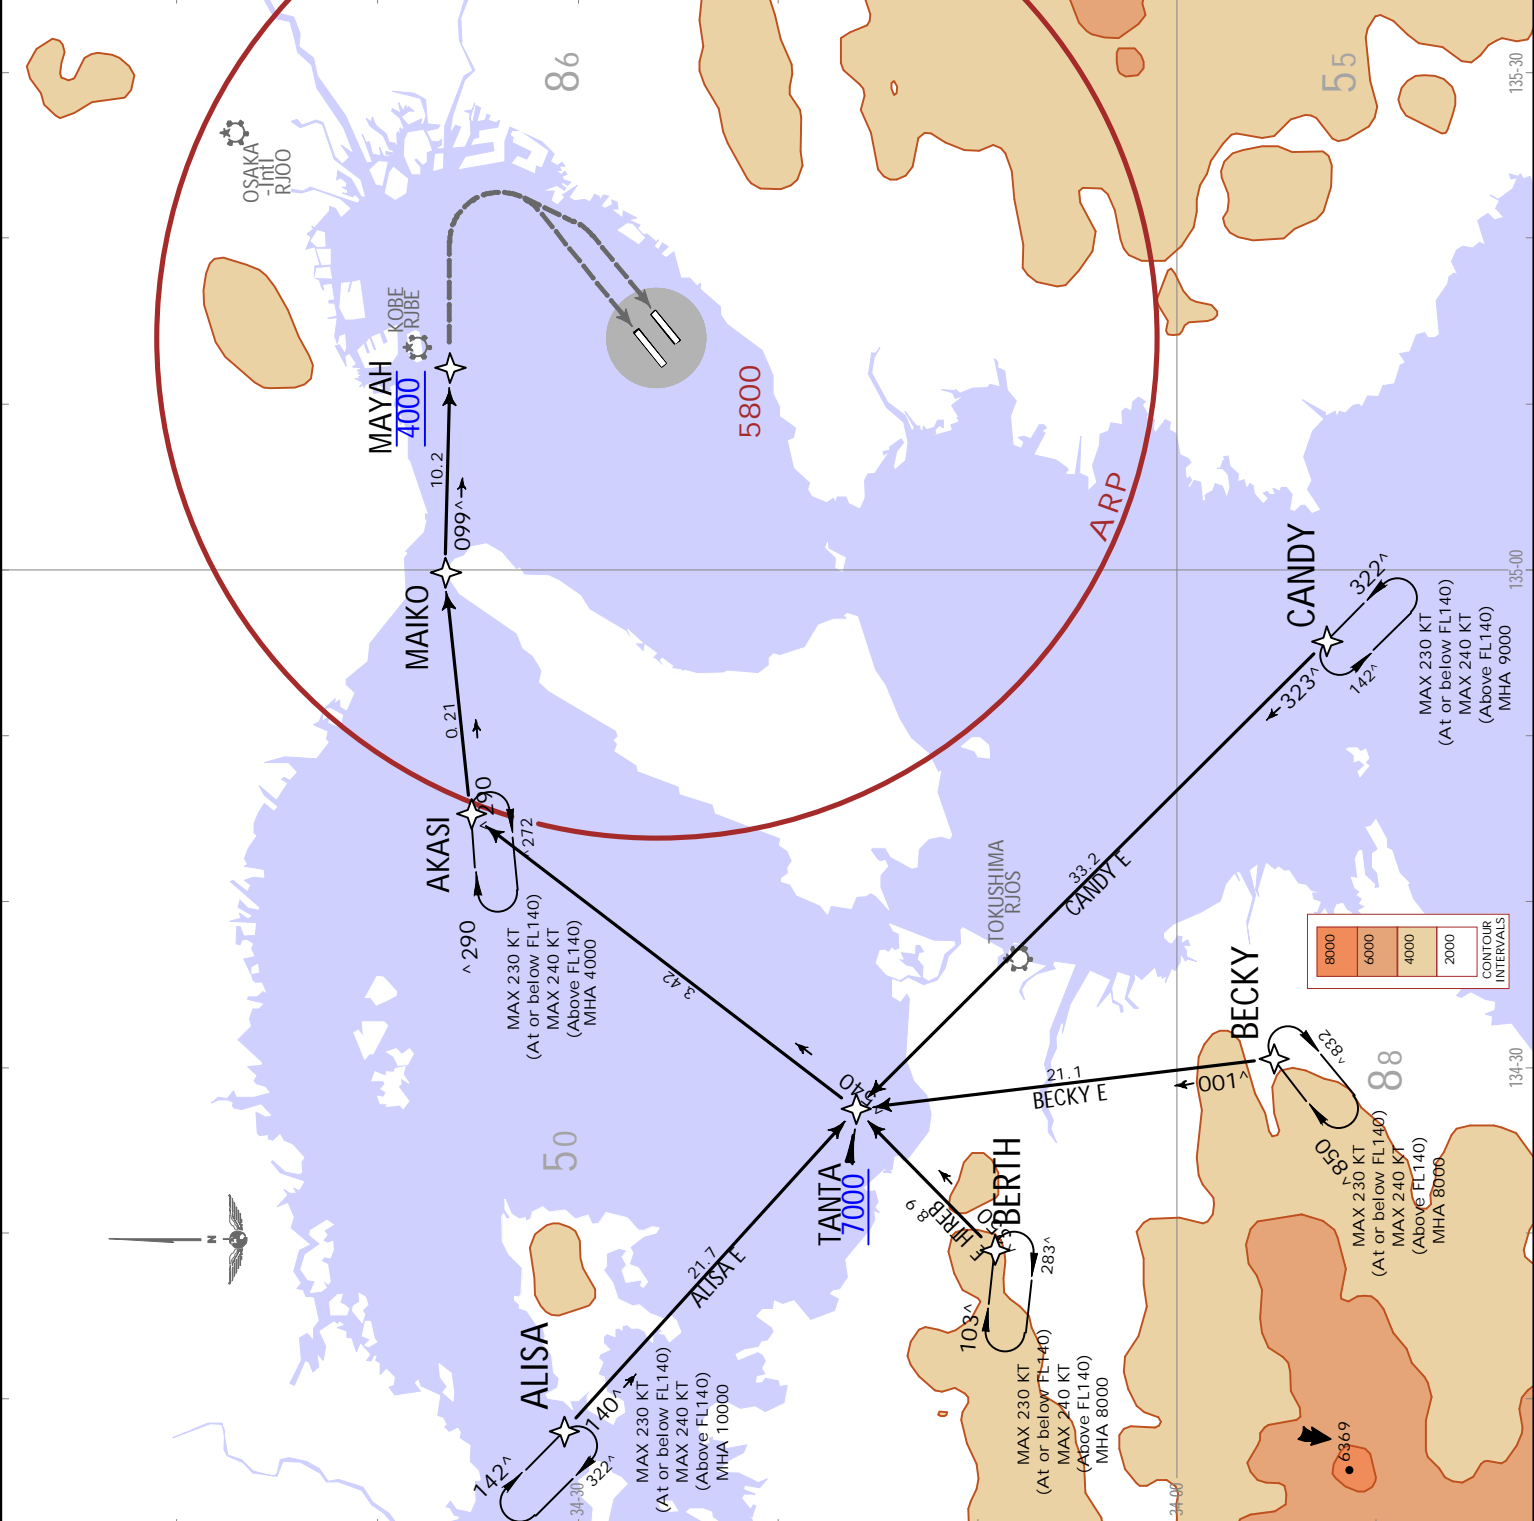 OSAKA
-Intl
RJOO
KOBE
RJBE
MAYAH
4000
10.2
099^
MAIKO
0.21
AKASI
^290
^290
^272
MAX 230 KT
(At or below FL140)
MAX 240 KT
(Above FL140)
MHA 4000
3.42
5800
ARP
86
55
50
88
N
135-30
135-00
134-30
34-30
34-00
CANDY
322^
142^
323^
MAX 230 KT
(At or below FL140)
MAX 240 KT
(Above FL140)
MHA 9000
33.2
CANDY E
TOKUSHIMA
RJOS
BECKY
001^
21.1
BECKY E
^832
^850
MAX 230 KT
(At or below FL140)
MAX 240 KT
(Above FL140)
MHA 8000
TANTA
7000
BERTH
8.9
E HTREB
103^
283^
MAX 230 KT
(At or below FL140)
MAX 240 KT
(Above FL140)
MHA 8000
ALISA
21.7
ALISA E
140^
142^
322^
MAX 230 KT
(At or below FL140)
MAX 240 KT
(Above FL140)
MHA 10000
6369
8000
6000
4000
2000
CONTOUR
INTERVALS